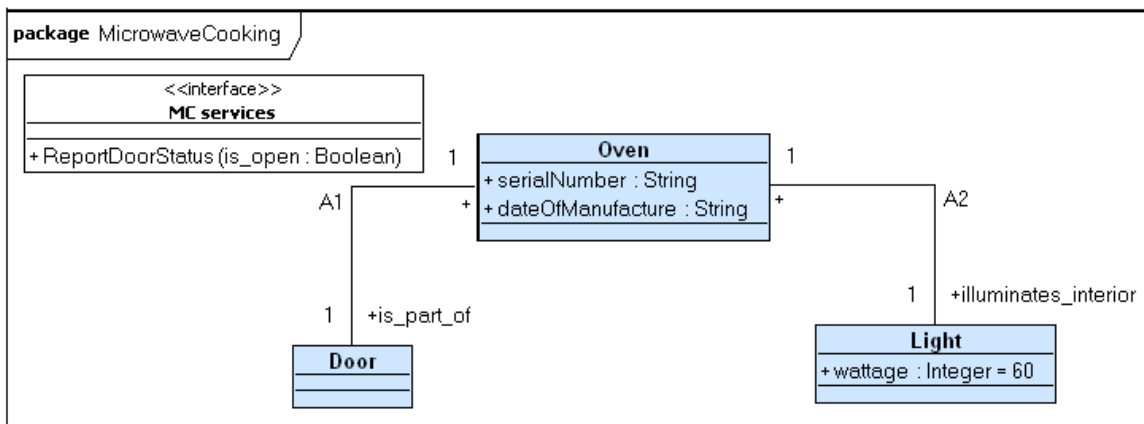 package MicrowaveCooking
<<interface>>
MC services
+ ReportDoorStatus (is_open : Boolean)
1
Oven
1
+ serialNumber : String
+ dateOfManufacture : String
A1
+
+
A2
1
+is_part_of
1
+illuminates_interior
Door
Light
+ wattage : Integer = 60